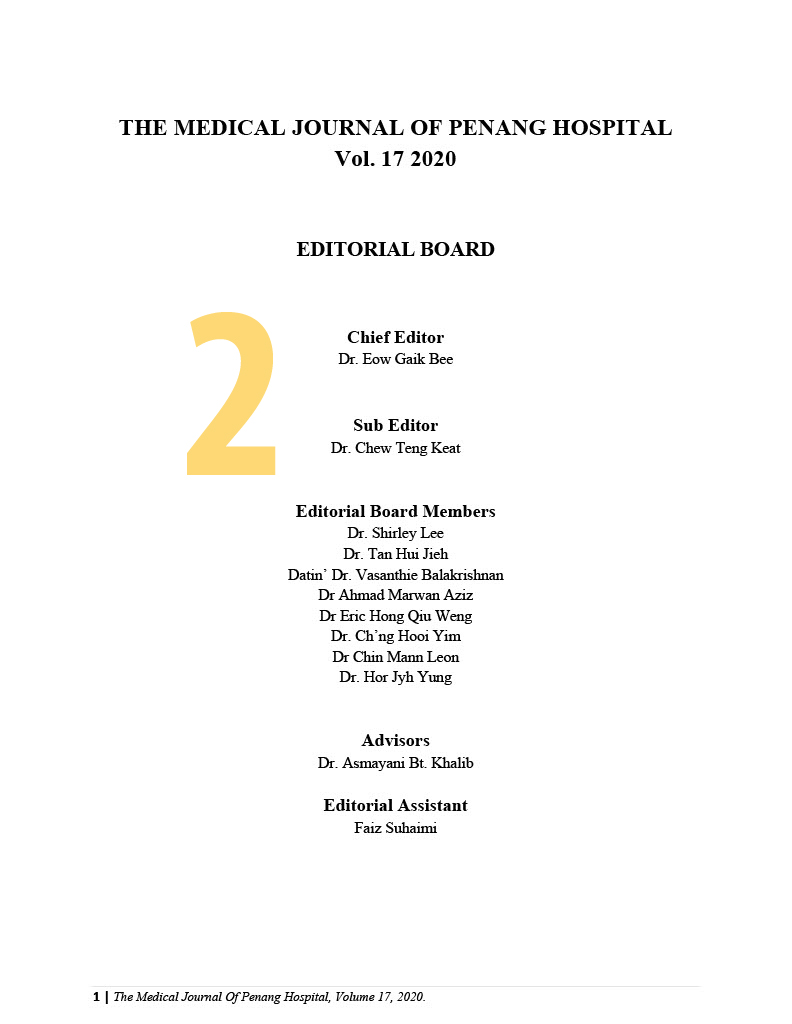 THE MEDICAL JOURNAL OF PENANG HOSPITAL
Vol. 17 2020
EDITORIAL BOARD
2
Chief Editor
Dr. Eow Gaik Bee
Sub Editor
Dr. Chew Teng Keat
Editorial Board Members
Dr. Shirley Lee
Dr. Tan Hui Jieh
Datin’ Dr. Vasanthie Balakrishnan
Dr Ahmad Marwan Aziz
Dr Eric Hong Qiu Weng
Dr. Ch’ng Hooi Yim
Dr Chin Mann Leon
Dr. Hor Jyh Yung
Advisors
Dr. Asmayani Bt. Khalib
Editorial Assistant
Faiz Suhaimi
1 | The Medical Journal Of Penang Hospital, Volume 17, 2020.